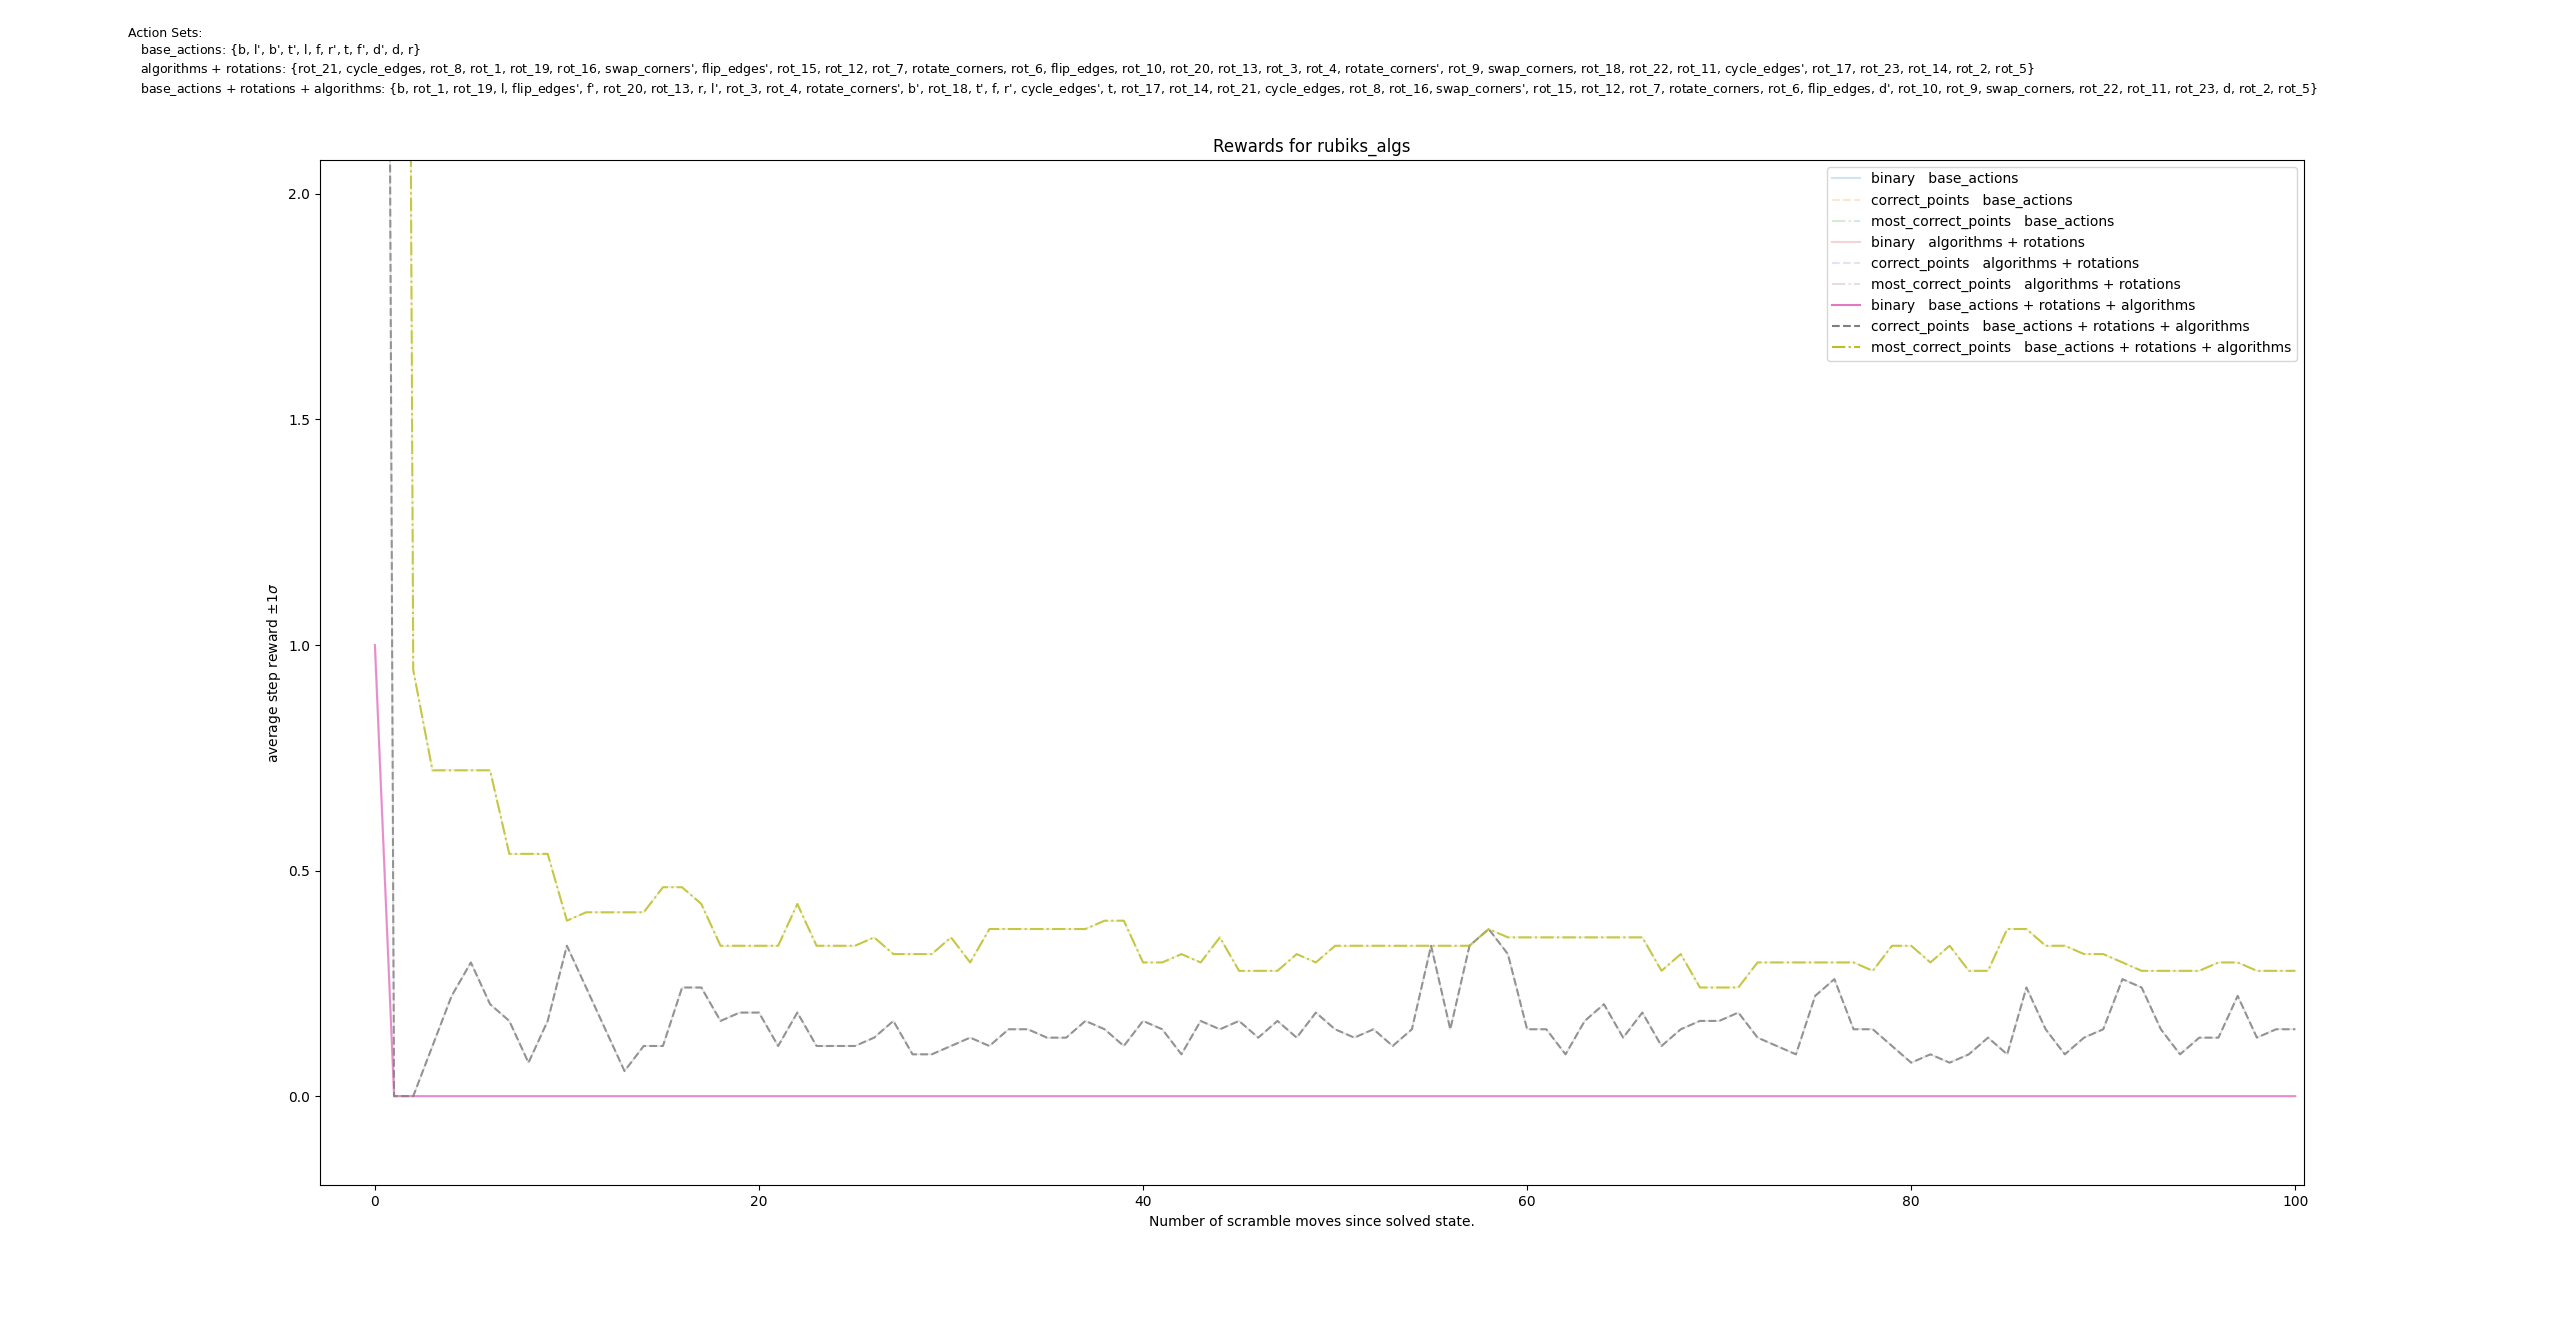 Action Sets:
base_actions: {b, l', b', t', l, f, r', t, f', d', d, r}
algorithms + rotations: {rot_21, cycle_edges, rot_8, rot_1, rot_19, rot_16, swap_corners', flip_edges', rot_15, rot_12, rot_7, rotate_corners, rot_6, flip_edges, rot_10, rot_20, rot_13, rot_3, rot_4, rotate_corners', rot_9, swap_corners, rot_18, rot_22, rot_11, cycle_edges', rot_17, rot_23, rot_14, rot_2, rot_5}
base_actions + rotations + algorithms: {b, rot_1, rot_19, l, flip_edges', f', rot_20, rot_13, r, l', rot_3, rot_4, rotate_corners', b', rot_18, t', f, r', cycle_edges', t, rot_17, rot_14, rot_21, cycle_edges, rot_8, rot_16, swap_corners', rot_15, rot_12, rot_7, rotate_corners, rot_6, flip_edges, d', rot_10, rot_9, swap_corners, rot_22, rot_11, rot_23, d, rot_2, rot_5}
Rewards for rubiks_algs
binary base_actions
correct_points base_actions
most_correct_points base_actions
binary algorithms + rotations
correct_points algorithms + rotations
most_correct_points algorithms + rotations
binary base_actions + rotations + algorithms
correct_points base_actions + rotations + algorithms
most_correct_points base_actions + rotations + algorithms
average step reward ±1σ
2.0
1.5
1.0
0.5
0.0
0 20 40 60 80 100
Number of scramble moves since solved state.